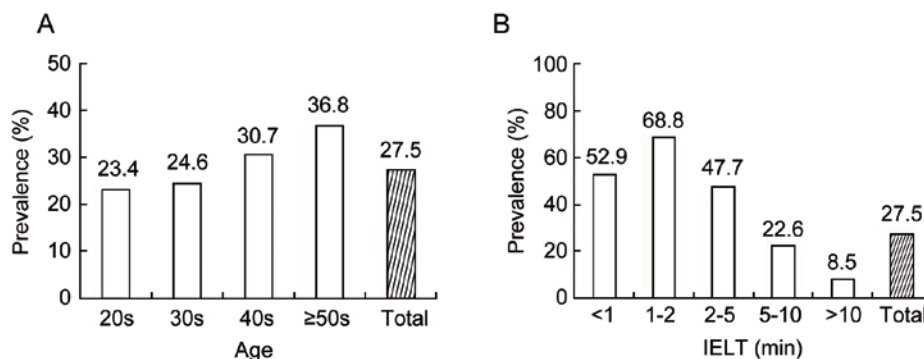 A
Prevalence (%)
50
40
30
20
10
0
23.4
24.6
30.7
36.8
27.5
20s
30s
40s
≥50s
Total
Age
B
Prevalence (%)
100
80
60
40
20
0
52.9
68.8
47.7
22.6
8.5
27.5
<1
1-2
2-5
5-10
>10
Total
IELT (min)